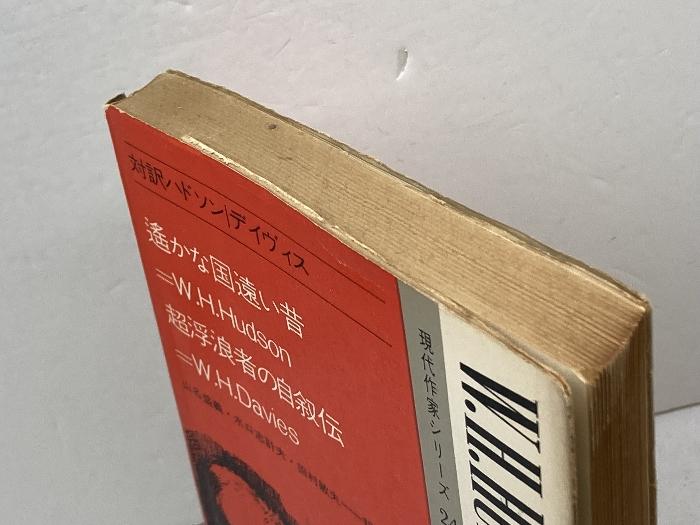 対訳ハドソン/デイヴィス
遙かな国遠い昔
=W.H.Hudson
超浮浪者の自叙伝
=W.H.Davies
現代作家シリーズ 24
W.H.H